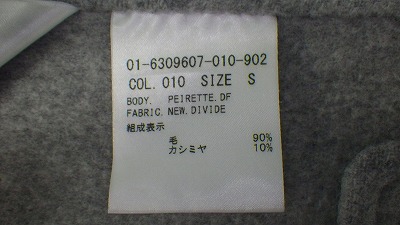 01-6309607-010-902
COL. 010 SIZE S
BODY. PEIRETTE.DF
FABRIC.NEW.DIVIDE
組成表示
毛 90%
カシミヤ 10%